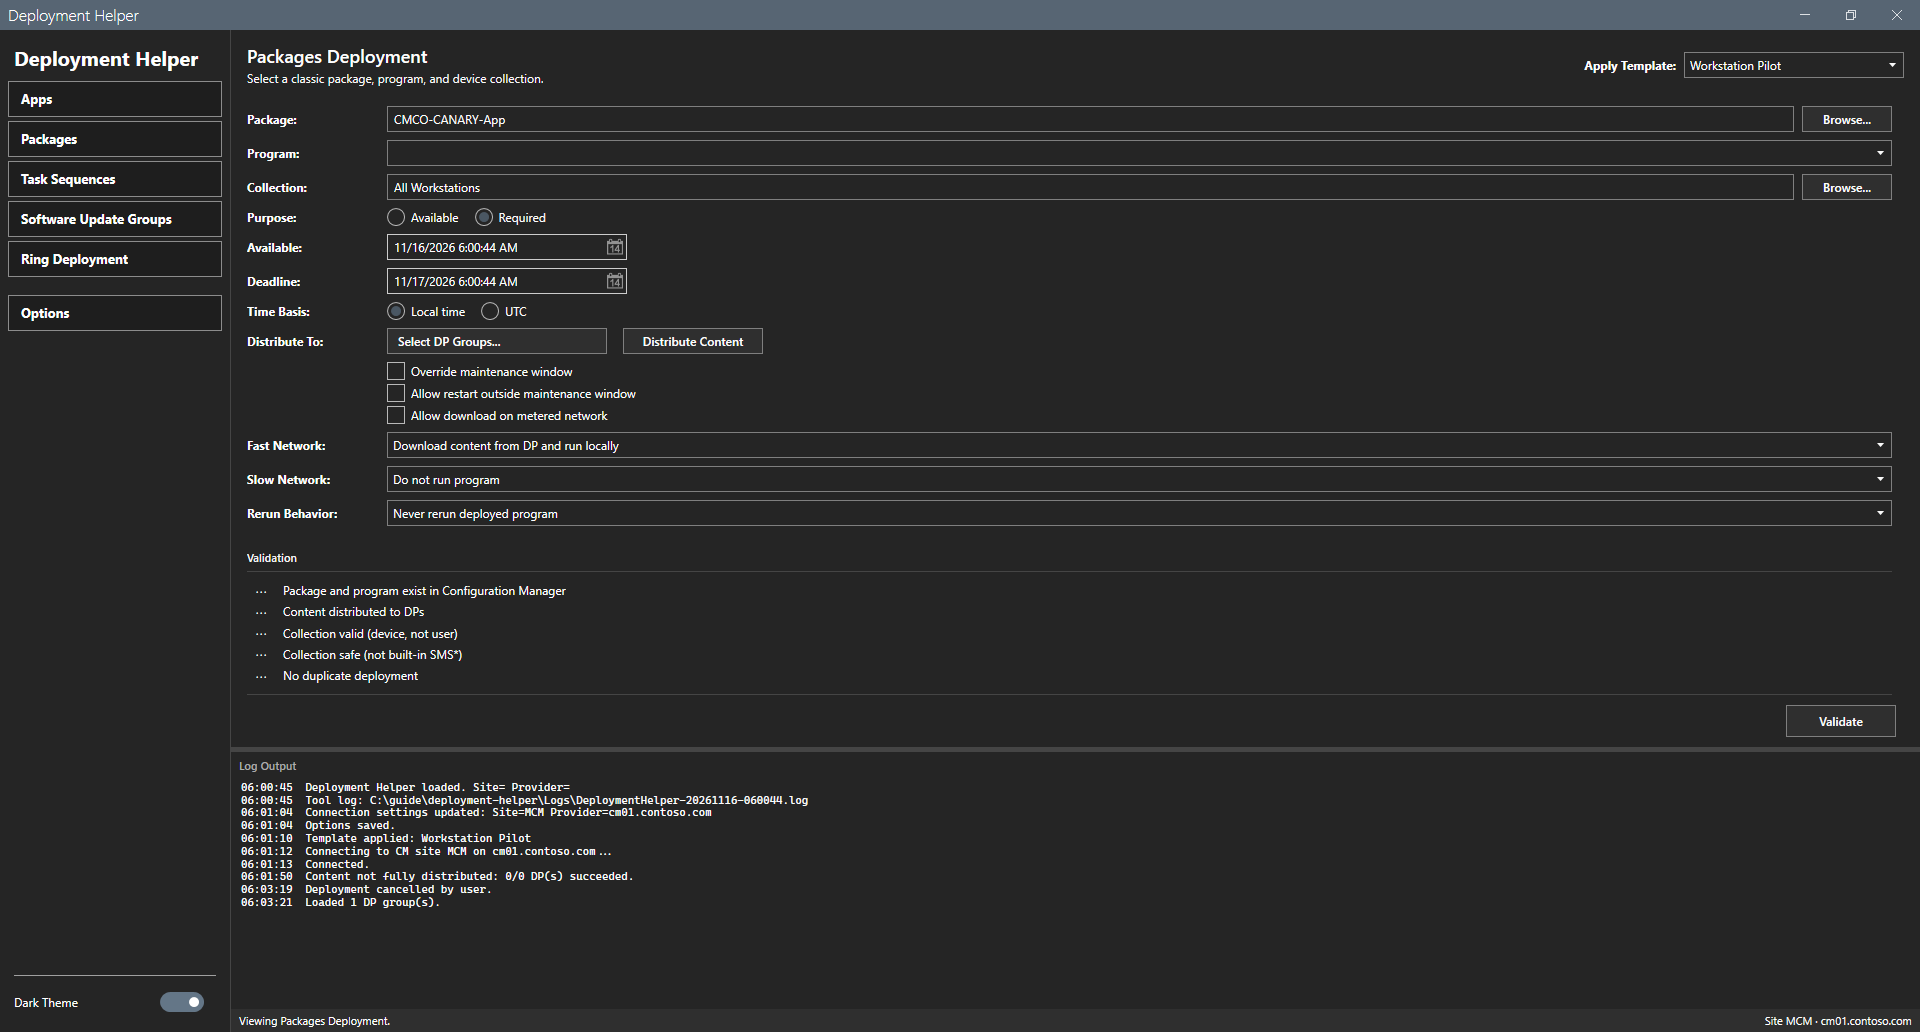 Deployment Helper
Deployment Helper
Apps
Packages
Task Sequences
Software Update Groups
Ring Deployment
Options
Dark Theme
Packages Deployment
Select a classic package, program, and device collection.
Apply Template: Workstation Pilot
Package: CMCO-CANARY-App Browse...
Program:
Collection: All Workstations Browse...
Purpose: Available Required
Available: 11/16/2026 6:00:44 AM 14
Deadline: 11/17/2026 6:00:44 AM 14
Time Basis: Local time UTC
Distribute To: Select DP Groups... Distribute Content
Override maintenance window
Allow restart outside maintenance window
Allow download on metered network
Fast Network: Download content from DP and run locally
Slow Network: Do not run program
Rerun Behavior: Never rerun deployed program
Validation
... Package and program exist in Configuration Manager
... Content distributed to DPs
... Collection valid (device, not user)
... Collection safe (not built-in SMS*)
... No duplicate deployment
Validate
Log Output
06:00:45 Deployment Helper loaded. Site= Provider=
06:00:45 Tool log: C:\guide\deployment-helper\Logs\DeploymentHelper-20261116-060044.log
06:01:04 Connection settings updated: Site=MCM Provider=cm01.contoso.com
06:01:04 Options saved.
06:01:10 Template applied: Workstation Pilot
06:01:12 Connecting to CM site MCM on cm01.contoso.com...
06:01:13 Connected.
06:01:50 Content not fully distributed: 0/0 DP(s) succeeded.
06:03:19 Deployment cancelled by user.
06:03:21 Loaded 1 DP group(s).
Viewing Packages Deployment.
Site MCM · cm01.contoso.com